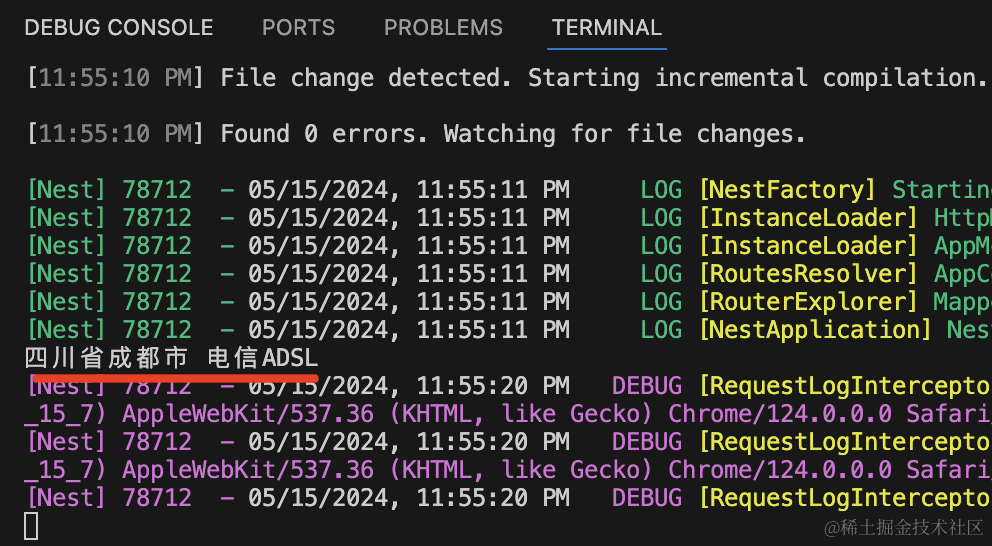 DEBUG CONSOLE PORTS PROBLEMS TERMINAL
[11:55:10 PM] File change detected. Starting incremental compilation.
[11:55:10 PM] Found 0 errors. Watching for file changes.
[Nest] 78712 - 05/15/2024, 11:55:11 PM LOG [NestFactory] Starting
[Nest] 78712 - 05/15/2024, 11:55:11 PM LOG [InstanceLoader] Http
[Nest] 78712 - 05/15/2024, 11:55:11 PM LOG [InstanceLoader] AppM
[Nest] 78712 - 05/15/2024, 11:55:11 PM LOG [RoutesResolver] AppC
[Nest] 78712 - 05/15/2024, 11:55:11 PM LOG [RouterExplorer] Mapp
[Nest] 78712 - 05/15/2024, 11:55:11 PM LOG [NestApplication] Nes
四川省成都市 电信ADSL
[Nest] 78712 - 05/15/2024, 11:55:20 PM DEBUG [RequestLogIntercepto
_15_7) AppleWebKit/537.36 (KHTML, like Gecko) Chrome/124.0.0.0 Safari
[Nest] 78712 - 05/15/2024, 11:55:20 PM DEBUG [RequestLogIntercepto
_15_7) AppleWebKit/537.36 (KHTML, like Gecko) Chrome/124.0.0.0 Safari
[Nest] 78712 - 05/15/2024, 11:55:20 PM DEBUG [RequestLogIntercepto
@稀土掘金技术社区